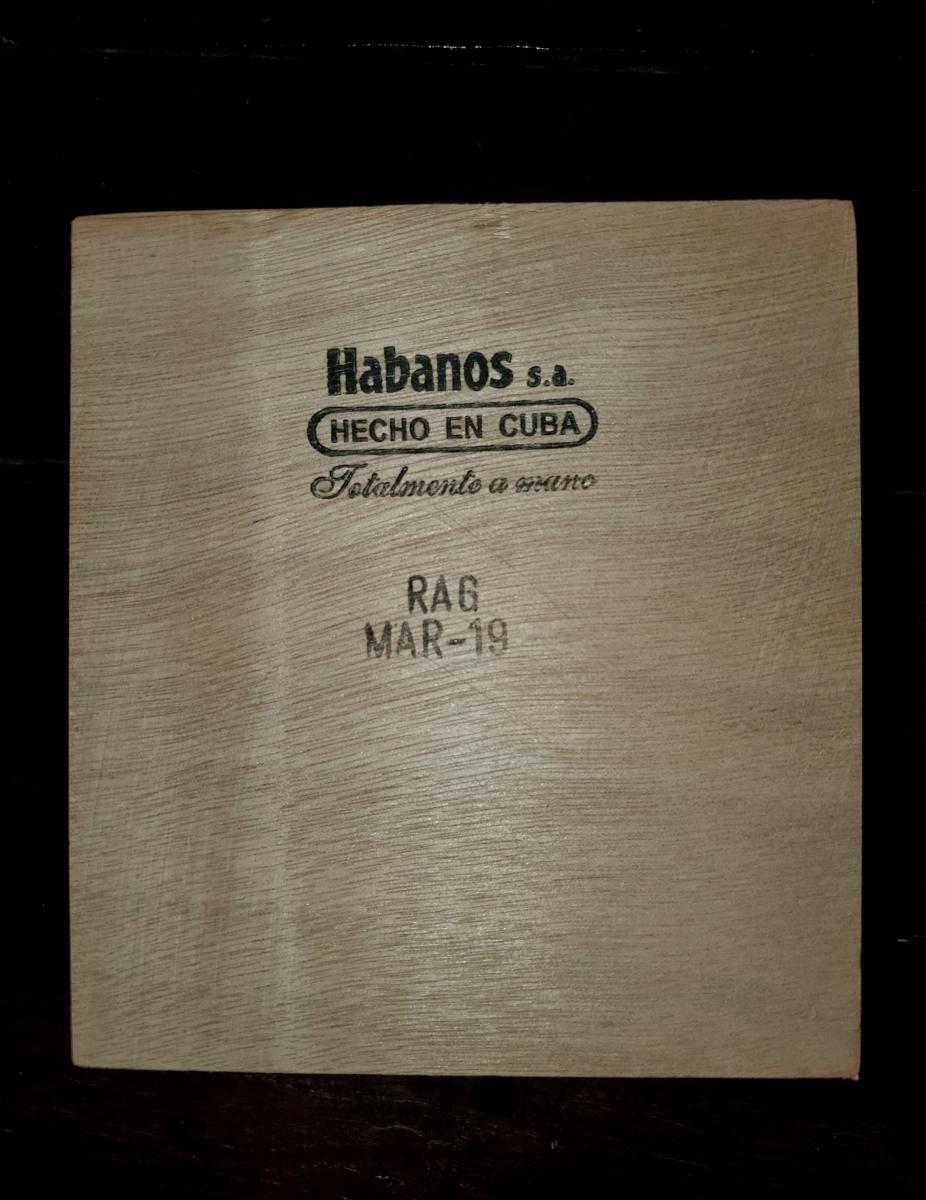 Habanos s.a.
HECHO EN CUBA
Totalmente a mano
RAG
MAR-19